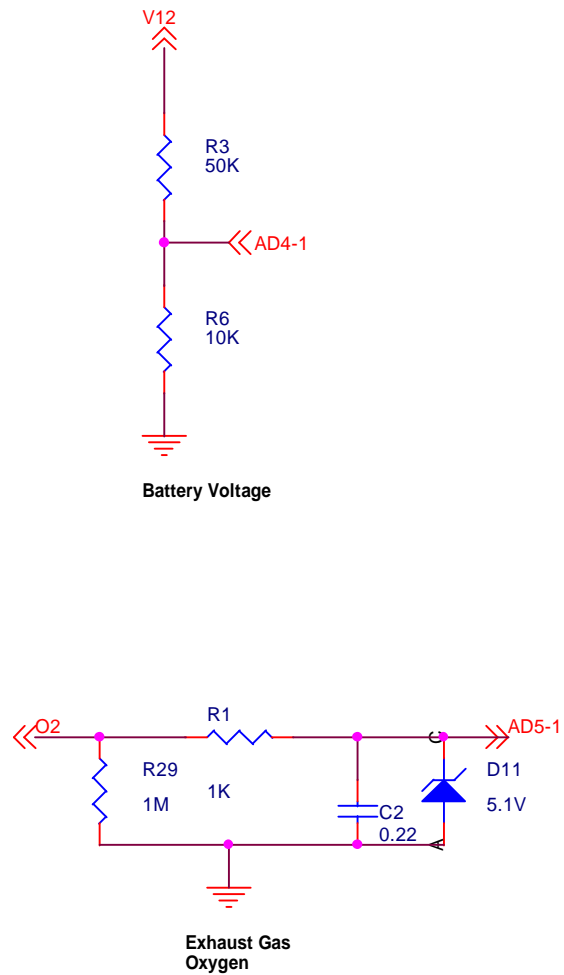 V12
R3
50K
AD4-1
R6
10K
Battery Voltage
O2
R1
C
AD5-1
R29
D11
1M
1K
5.1V
C2
0.22
A
Exhaust Gas
Oxygen